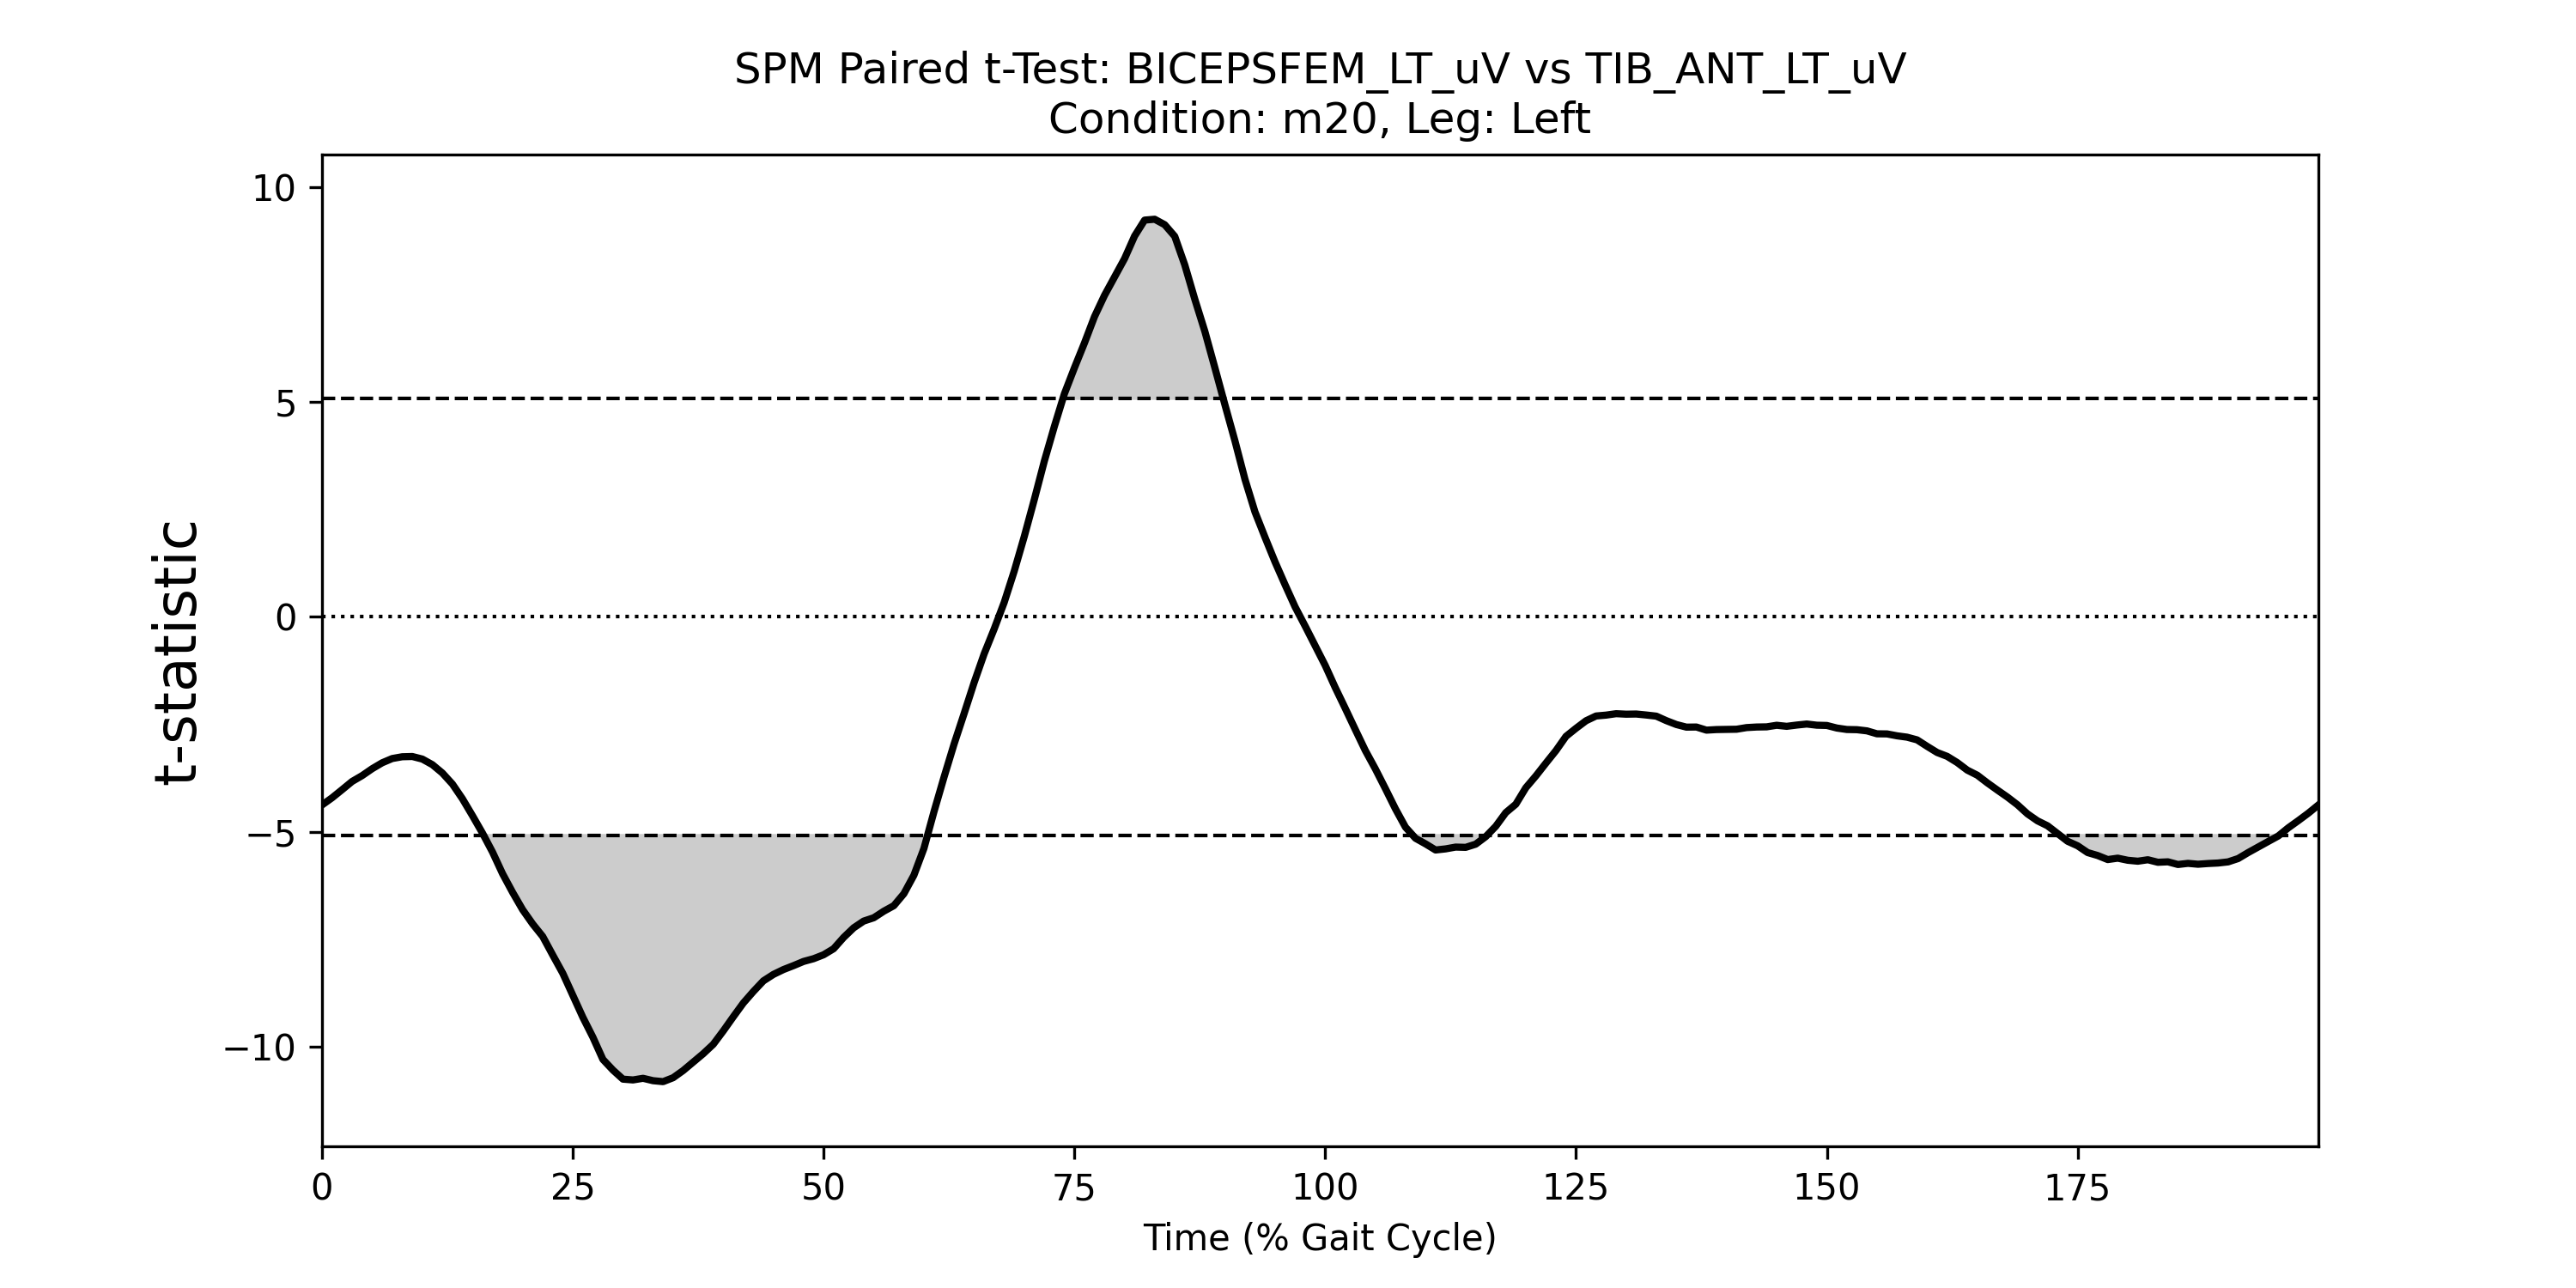 SPM Paired t-Test: BICEPSFEM_LT_uV vs TIB_ANT_LT_uV
Condition: m20, Leg: Left
t-statistic
10
5
0
−5
−10
0 25 50 75 100 125 150 175
Time (% Gait Cycle)